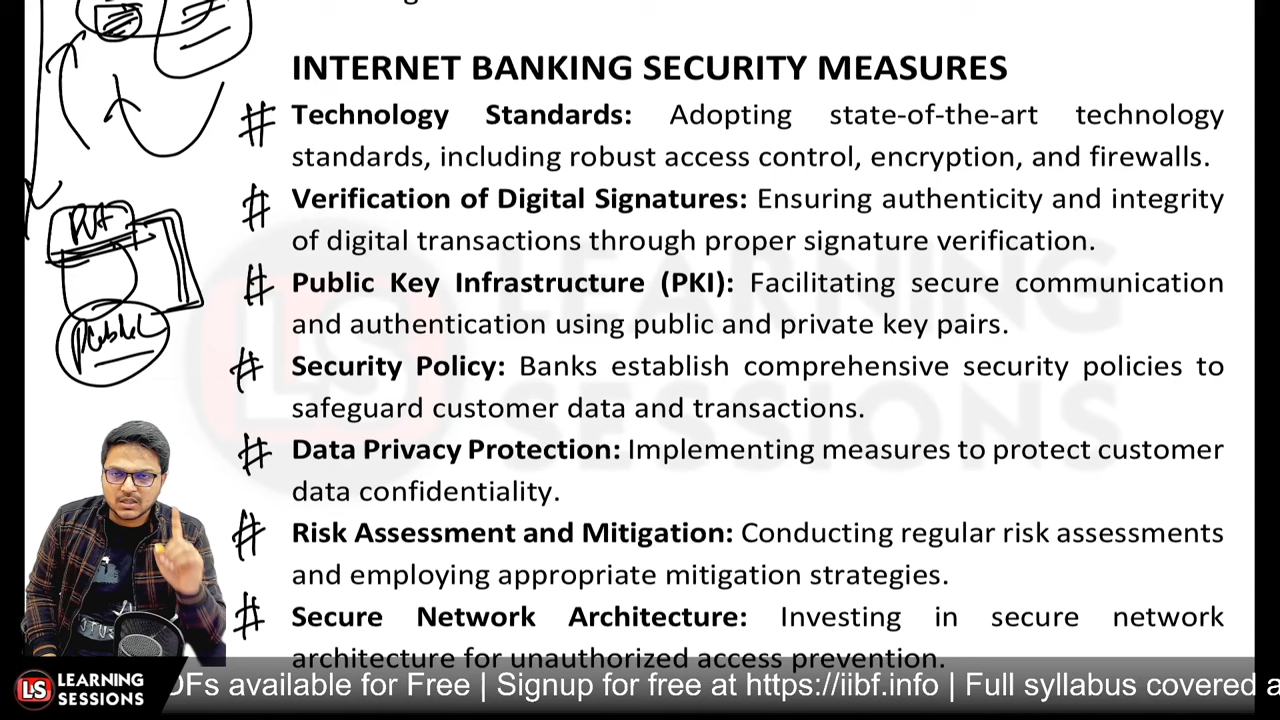 INTERNET BANKING SECURITY MEASURES
# Technology Standards: Adopting state-of-the-art technology
standards, including robust access control, encryption, and firewalls.
# Verification of Digital Signatures: Ensuring authenticity and integrity
of digital transactions through proper signature verification.
# Public Key Infrastructure (PKI): Facilitating secure communication
and authentication using public and private key pairs.
# Security Policy: Banks establish comprehensive security policies to
safeguard customer data and transactions.
# Data Privacy Protection: Implementing measures to protect customer
data confidentiality.
# Risk Assessment and Mitigation: Conducting regular risk assessments
and employing appropriate mitigation strategies.
# Secure Network Architecture: Investing in secure network
architecture for unauthorized access prevention.
LS LEARNING
SESSIONS
LS LEARNING
SESSIONS
DFs available for Free | Signup for free at https://iibf.info | Full syllabus covered a